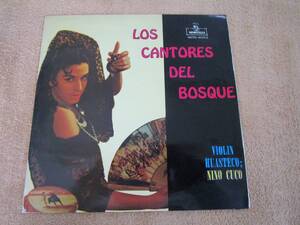 LOS
CANTORES
DEL
BOSQUE
VIOLIN
HUASTECO:
NINO CUCO